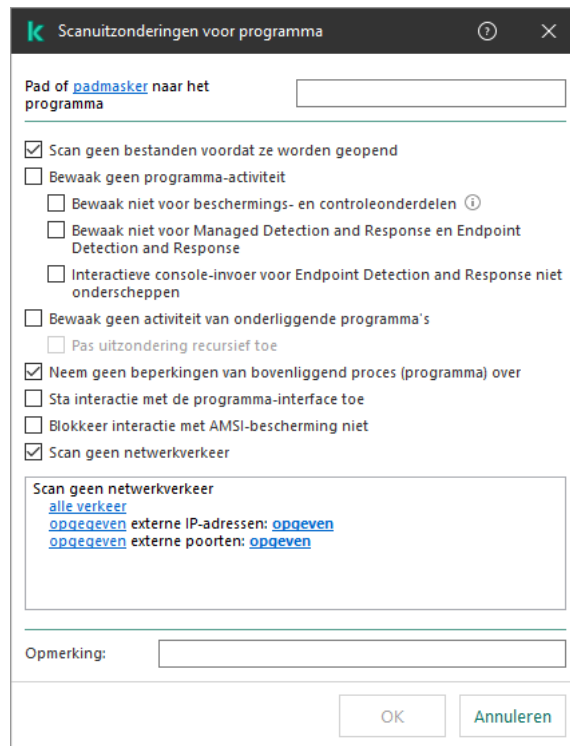 Scanuitzonderingen voor programma
Pad of padmasker naar het
programma
Scan geen bestanden voordat ze worden geopend
Bewaak geen programma-activiteit
Bewaak niet voor beschermings- en controleonderdelen
Bewaak niet voor Managed Detection and Response en Endpoint
Detection and Response
Interactieve console-invoer voor Endpoint Detection and Response niet
onderscheppen
Bewaak geen activiteit van onderliggende programma's
Pas uitzondering recursief toe
Neem geen beperkingen van bovenliggend proces (programma) over
Sta interactie met de programma-interface toe
Blokkeer interactie met AMSI-bescherming niet
Scan geen netwerkverkeer
Scan geen netwerkverkeer
alle verkeer
opgegeven externe IP-adressen: opgeven
opgegeven externe poorten: opgeven
Opmerking:
OK Annuleren